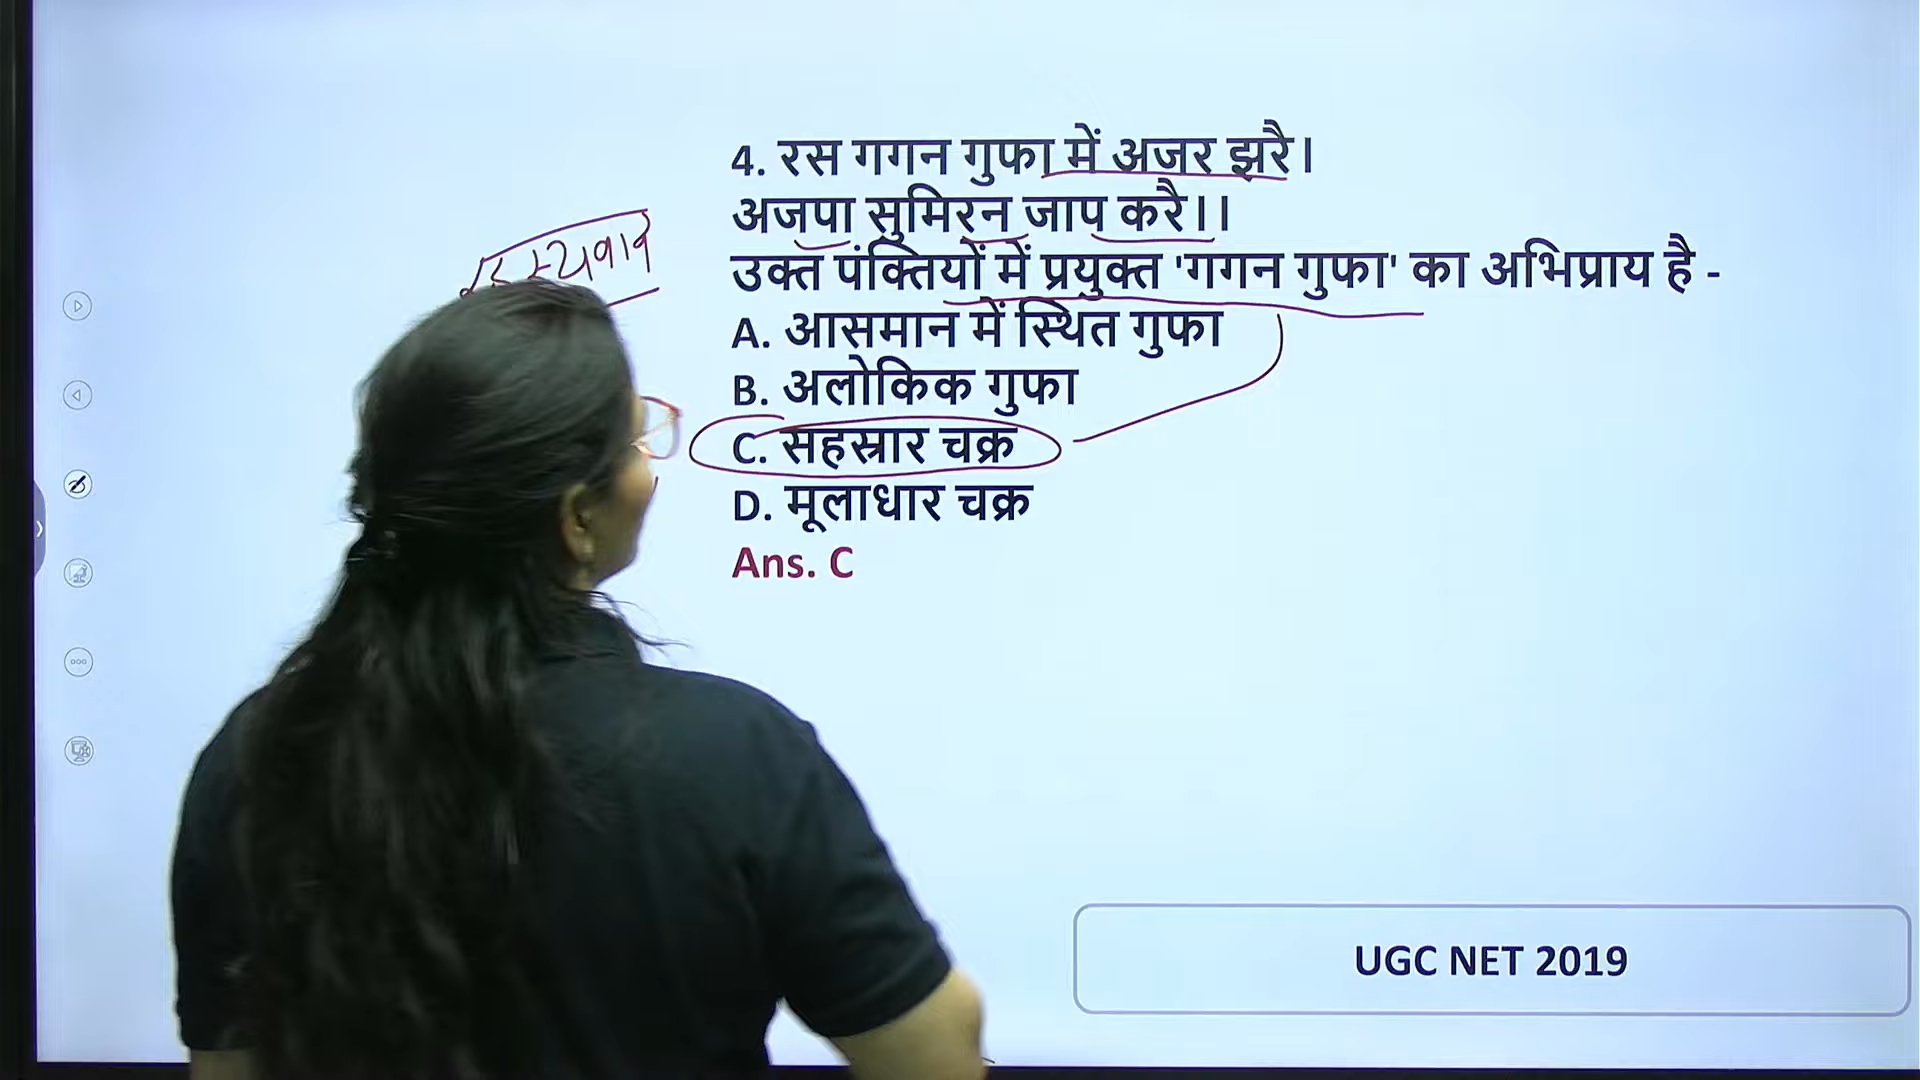 4. रस गगन गुफा में अजर झरै।
अजपा सुमिरन जाप करै।।
उक्त पंक्तियों में प्रयुक्त 'गगन गुफा' का अभिप्राय है -
A. आसमान में स्थित गुफा
B. अलोकिक गुफा
C. सहस्रार चक्र
D. मूलाधार चक्र
Ans. C
UGC NET 2019